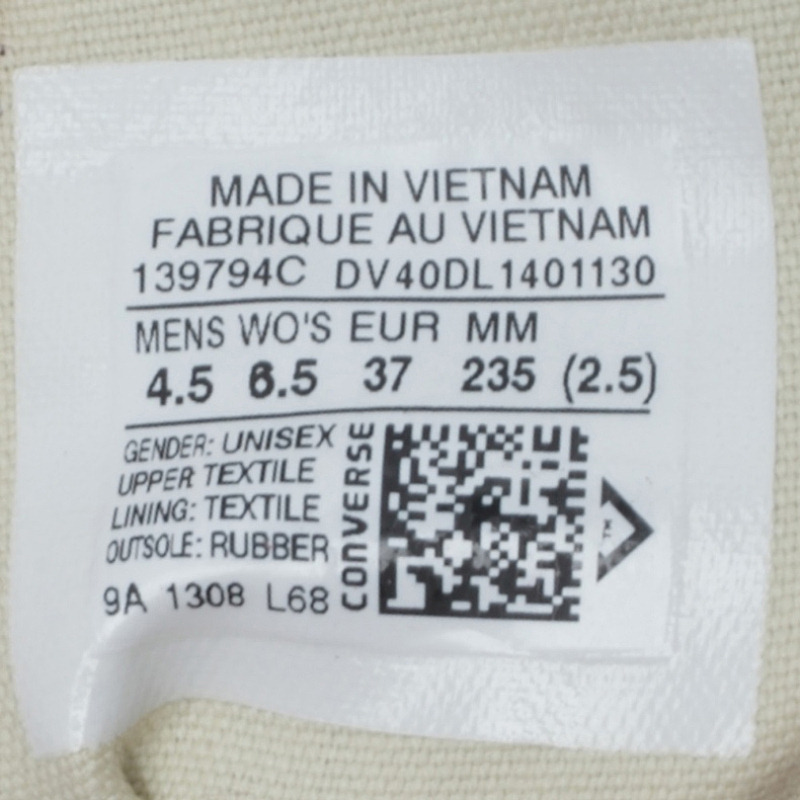 MADE IN VIETNAM
FABRIQUE AU VIETNAM
139794C DV40DL1401130
MENS WO'S EUR MM
4.5 6.5 37 235 (2.5)
GENDER: UNISEX
UPPER TEXTILE
LINING: TEXTILE
OUTSOLE: RUBBER
9A 1308 L68
CONVERSE
TM